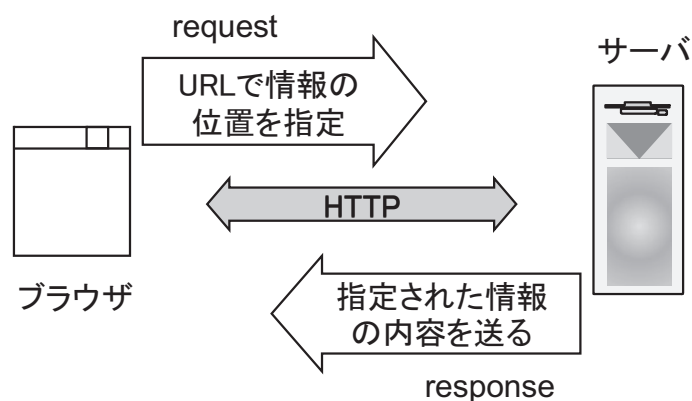 request
サーバ
URLで情報の
位置を指定
HTTP
ブラウザ
指定された情報
の内容を送る
response